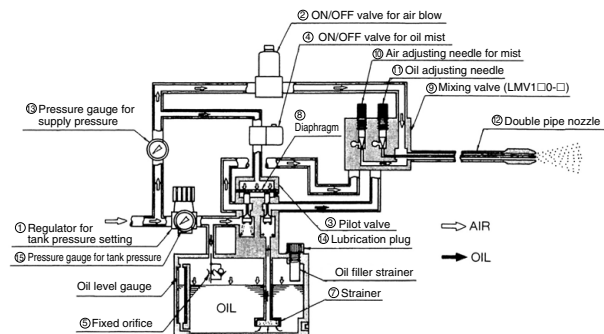 ② ON/OFF valve for air blow
④ ON/OFF valve for oil mist
⑩ Air adjusting needle for mist
⑪ Oil adjusting needle
⑨ Mixing valve (LMV1□0-□)
⑬ Pressure gauge for
supply pressure
⑧
Diaphragm
⑫ Double pipe nozzle
① Regulator for
tank pressure setting
③ Pilot valve
⑭ Lubrication plug
AIR
⑮ Pressure gauge for tank pressure
OIL
Oil filler strainer
Oil level gauge
OIL
⑦ Strainer
⑤ Fixed orifice